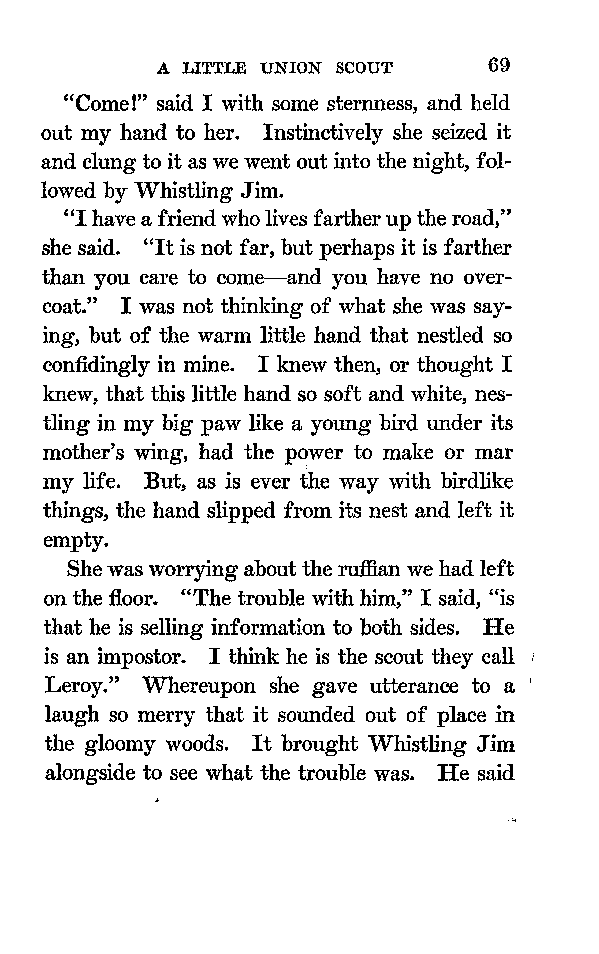 A LITTLE UNION SCOUT 69
“Come!” said I with some sternness, and held
out my hand to her. Instinctively she seized it
and clung to it as we went out into the night, fol-
lowed by Whistling Jim.
“I have a friend who lives farther up the road,”
she said. “It is not far, but perhaps it is farther
than you care to come—and you have no over-
coat.” I was not thinking of what she was say-
ing, but of the warm little hand that nestled so
confidingly in mine. I knew then, or thought I
knew, that this little hand so soft and white, nes-
tling in my big paw like a young bird under its
mother’s wing, had the power to make or mar
my life. But, as is ever the way with birdlike
things, the hand slipped from its nest and left it
empty.
She was worrying about the ruffian we had left
on the floor. “The trouble with him,” I said, “is
that he is selling information to both sides. He
is an impostor. I think he is the scout they call
Leroy.” Whereupon she gave utterance to a
laugh so merry that it sounded out of place in
the gloomy woods. It brought Whistling Jim
alongside to see what the trouble was. He said